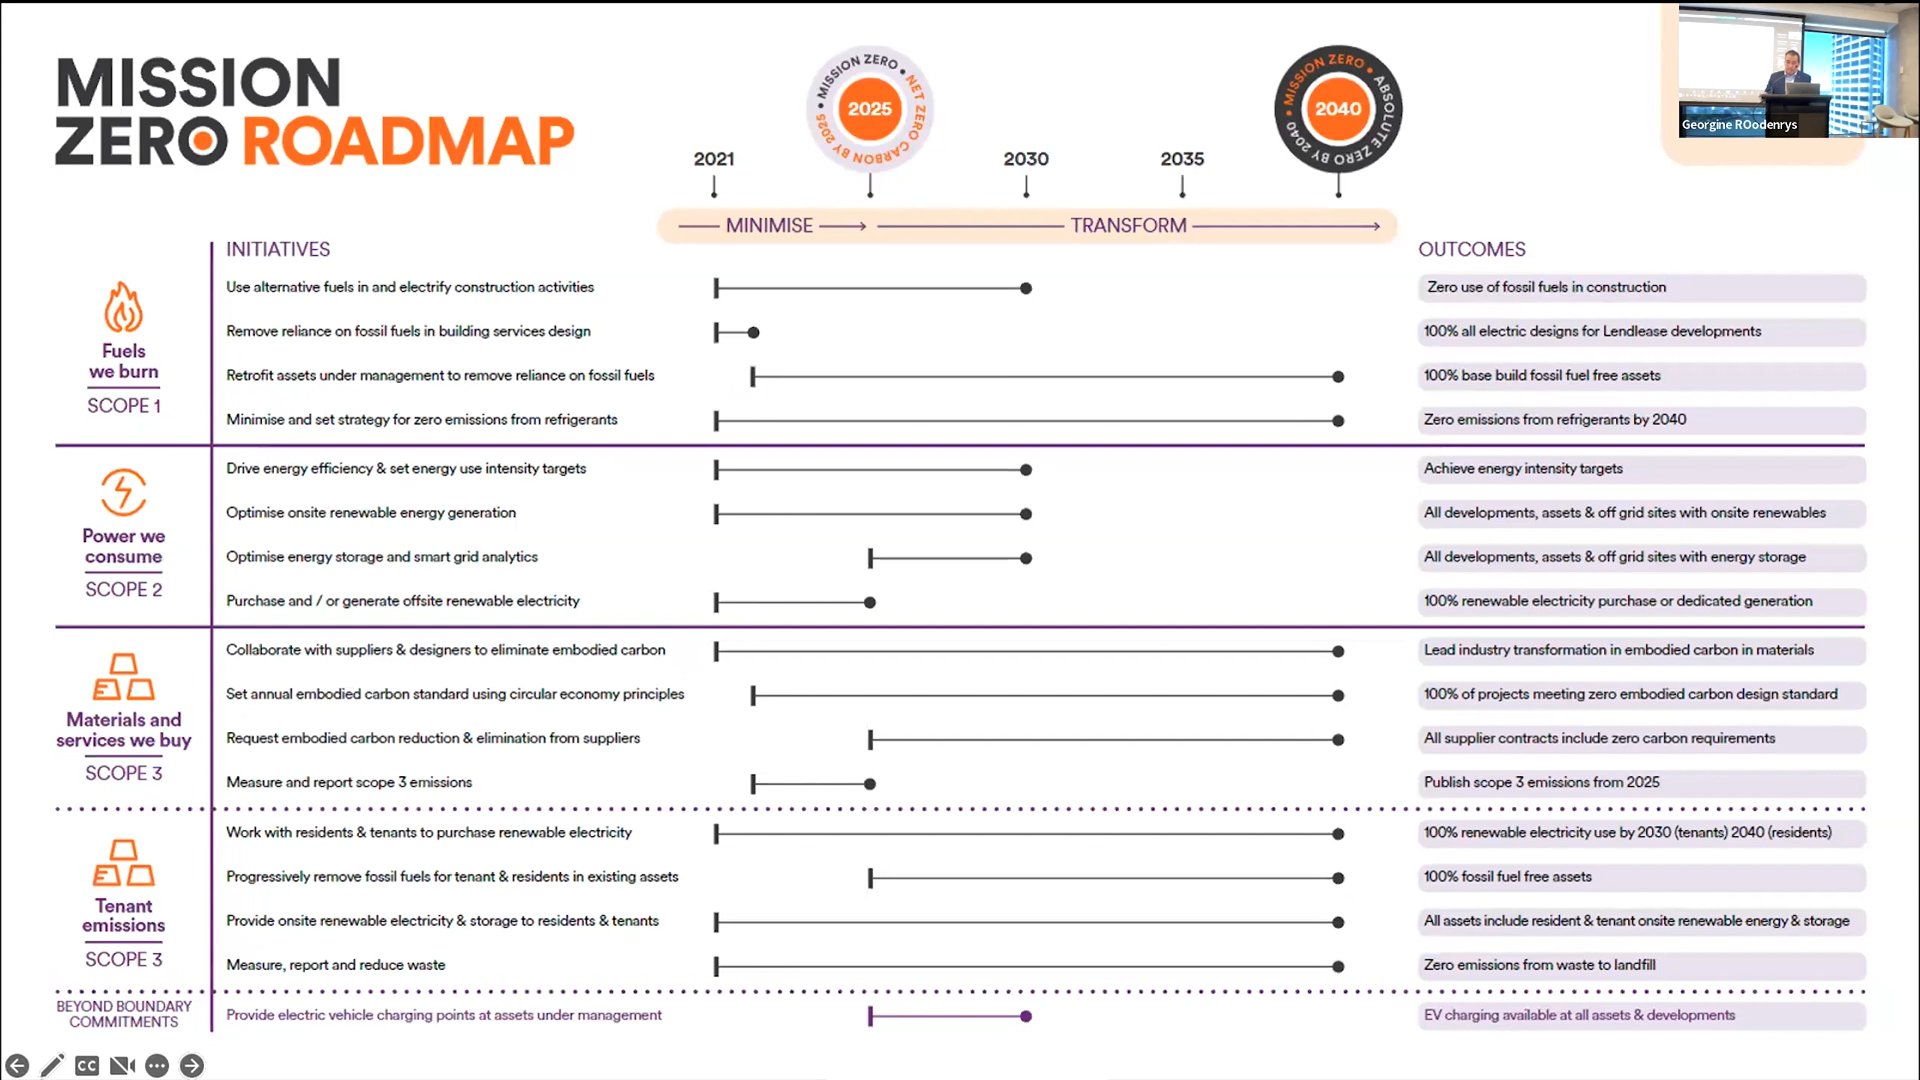 MISSION
ZERO ROADMAP
• MISSION ZERO • NET ZERO CARBON BY 2025
2025
• MISSION ZERO • ABSOLUTE ZERO BY 2040
2040
Georgine ROodenrys
2021
2030
2035
MINIMISE
TRANSFORM
INITIATIVES
OUTCOMES
Fuels
we burn
SCOPE 1
Use alternative fuels in and electrify construction activities
Zero use of fossil fuels in construction
Remove reliance on fossil fuels in building services design
100% all electric designs for Lendlease developments
Retrofit assets under management to remove reliance on fossil fuels
100% base build fossil fuel free assets
Minimise and set strategy for zero emissions from refrigerants
Zero emissions from refrigerants by 2040
Power we
consume
SCOPE 2
Drive energy efficiency & set energy use intensity targets
Achieve energy intensity targets
Optimise onsite renewable energy generation
All developments, assets & off grid sites with onsite renewables
Optimise energy storage and smart grid analytics
All developments, assets & off grid sites with energy storage
Purchase and / or generate offsite renewable electricity
100% renewable electricity purchase or dedicated generation
Materials and
services we buy
SCOPE 3
Collaborate with suppliers & designers to eliminate embodied carbon
Lead industry transformation in embodied carbon in materials
Set annual embodied carbon standard using circular economy principles
100% of projects meeting zero embodied carbon design standard
Request embodied carbon reduction & elimination from suppliers
All supplier contracts include zero carbon requirements
Measure and report scope 3 emissions
Publish scope 3 emissions from 2025
Tenant
emissions
SCOPE 3
Work with residents & tenants to purchase renewable electricity
100% renewable electricity use by 2030 (tenants) 2040 (residents)
Progressively remove fossil fuels for tenant & residents in existing assets
100% fossil fuel free assets
Provide onsite renewable electricity & storage to residents & tenants
All assets include resident & tenant onsite renewable energy & storage
Measure, report and reduce waste
Zero emissions from waste to landfill
BEYOND BOUNDARY
COMMITMENTS
Provide electric vehicle charging points at assets under management
EV charging available at all assets & developments
CC